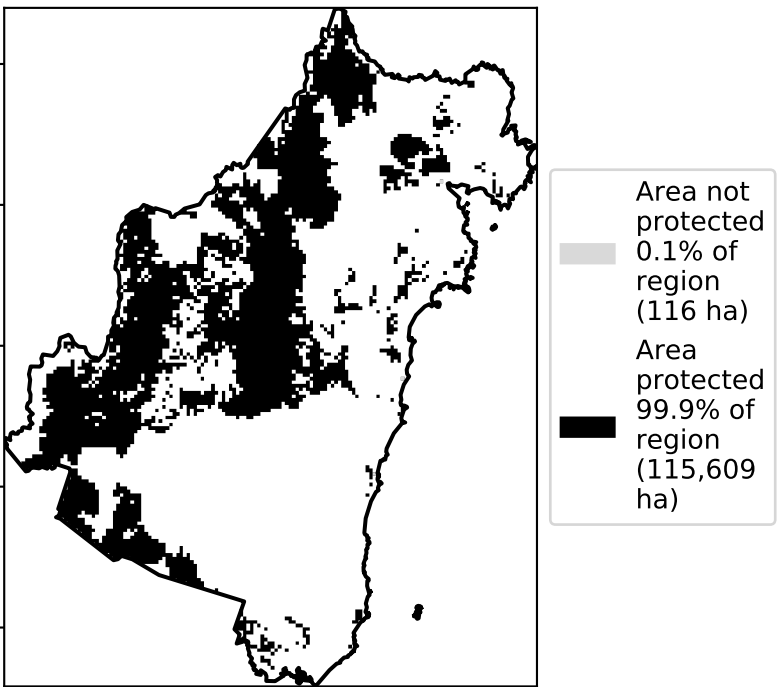 Area not
protected
0.1% of
region
(116 ha)
Area
protected
99.9% of
region
(115,609
ha)